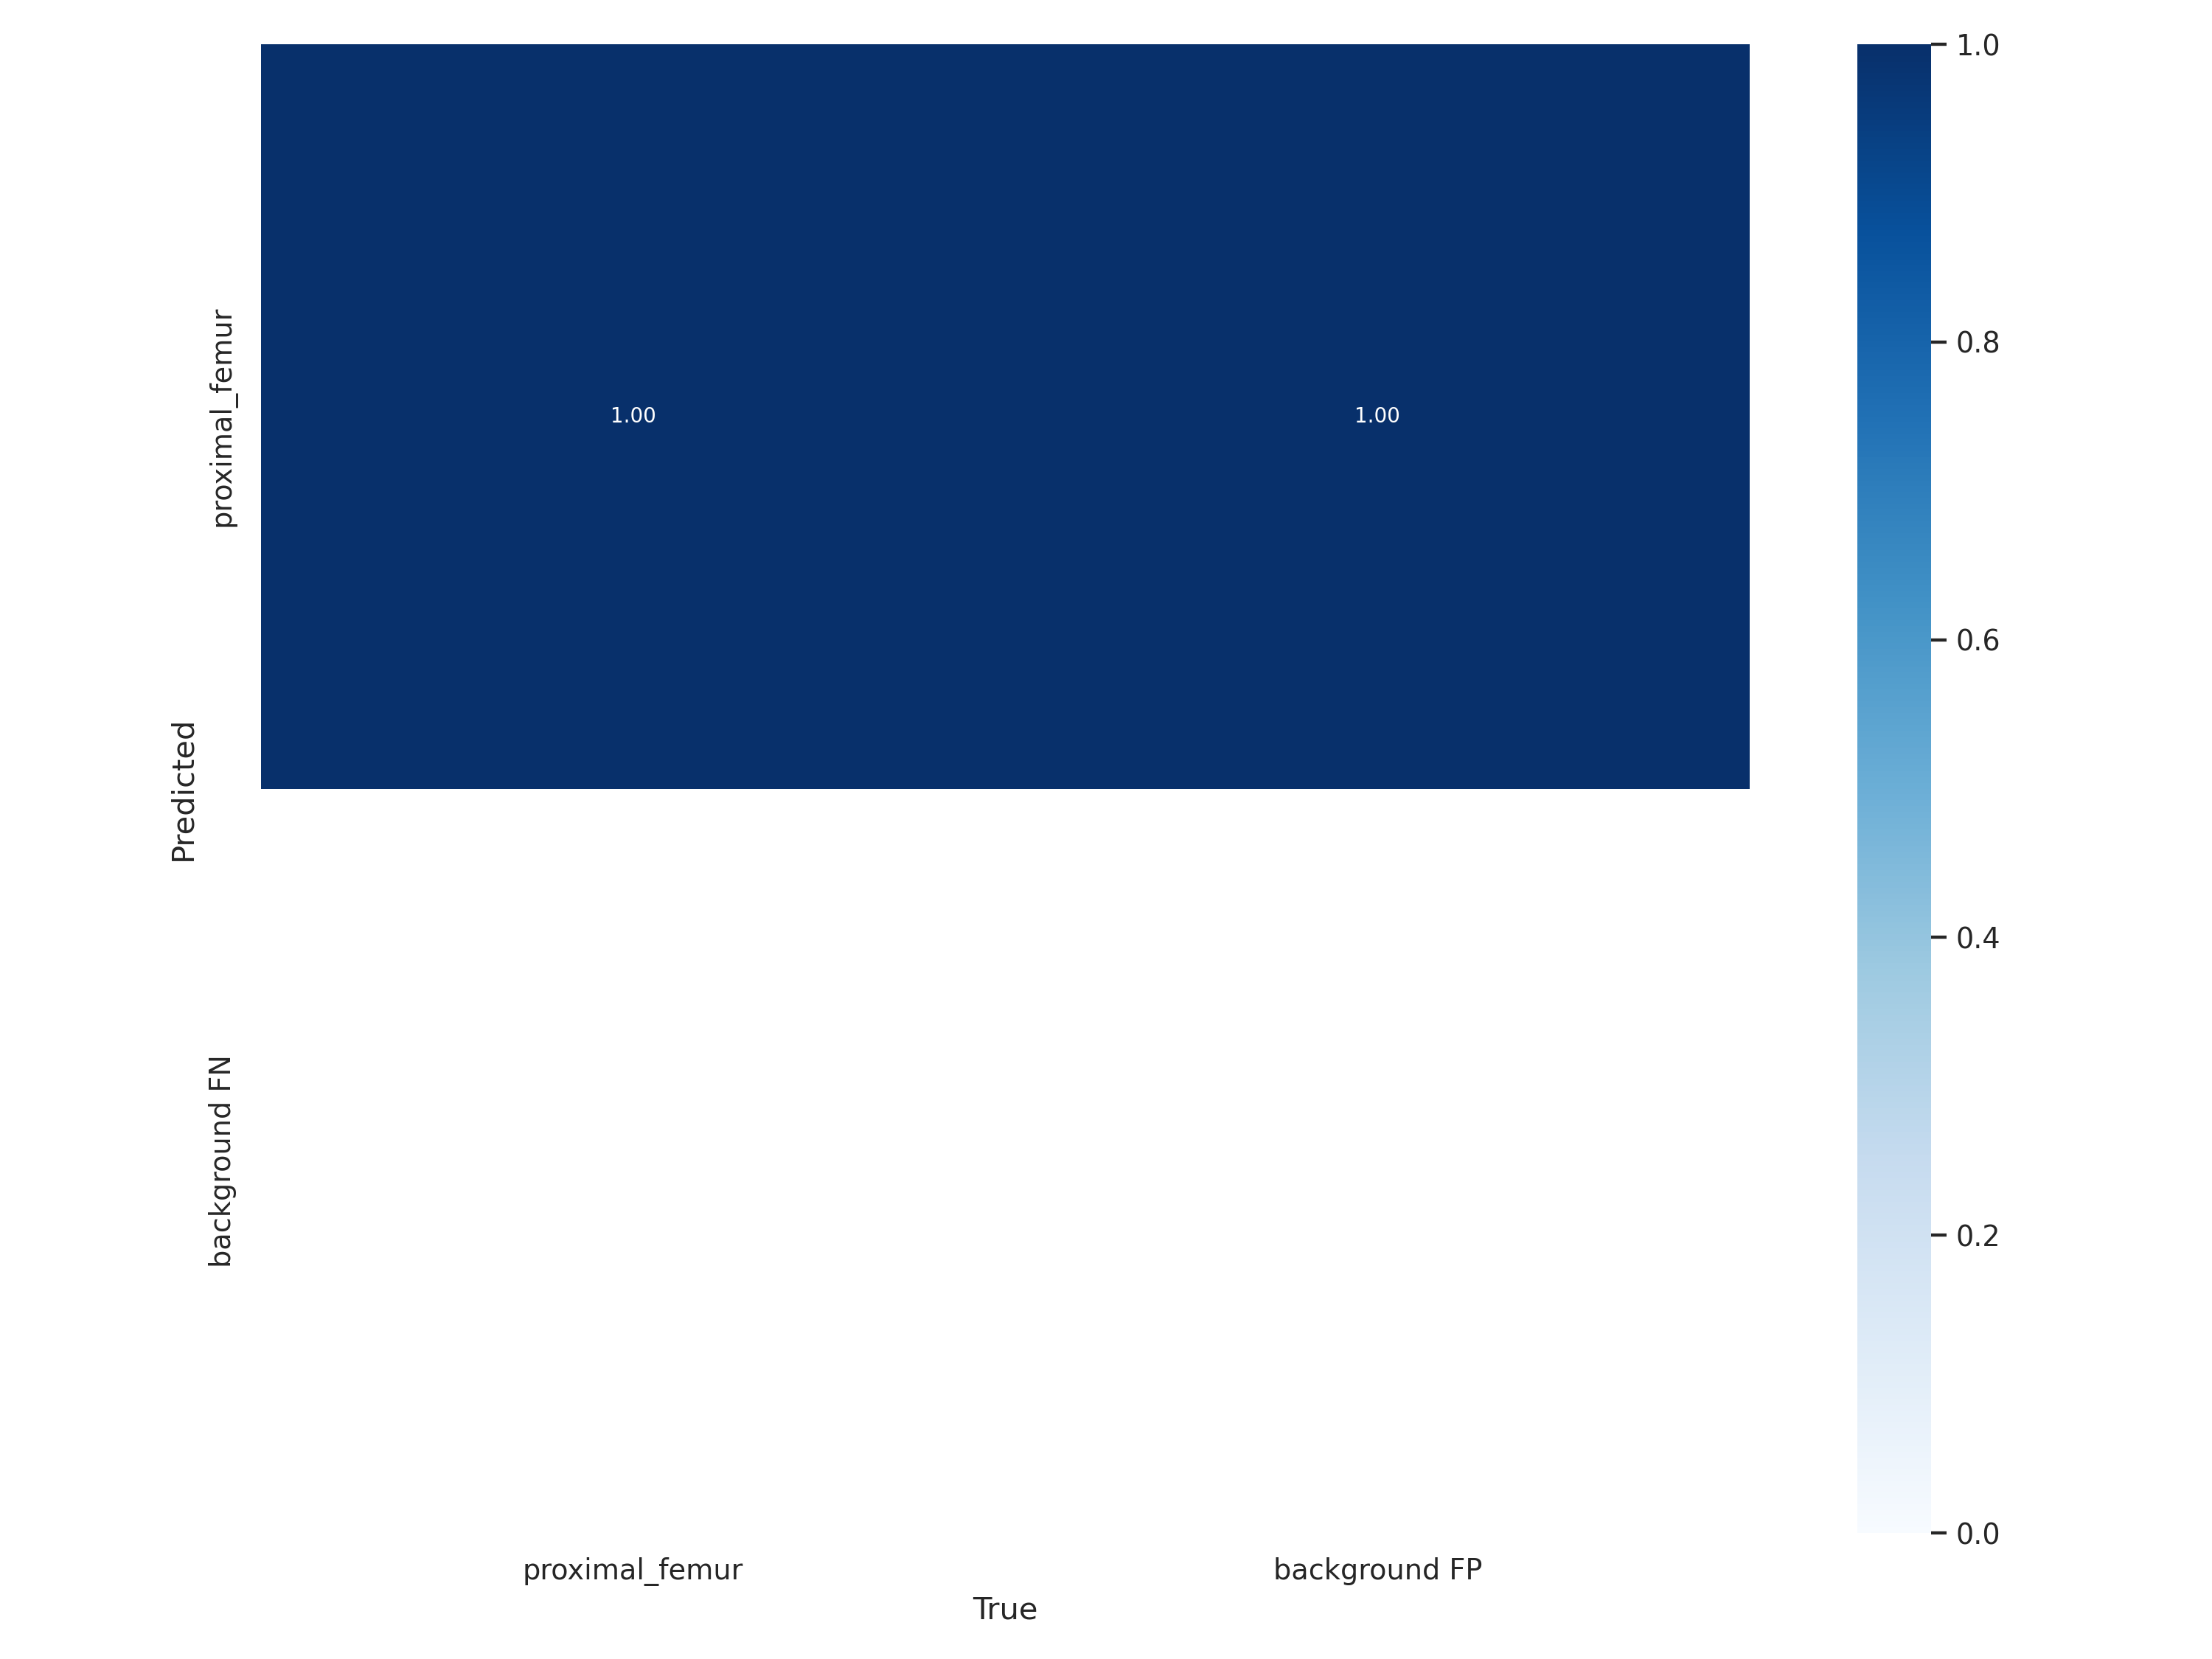 proximal_femur
background FN
Predicted
1.00
1.00
proximal_femur
background FP
True
1.0
0.8
0.6
0.4
0.2
0.0